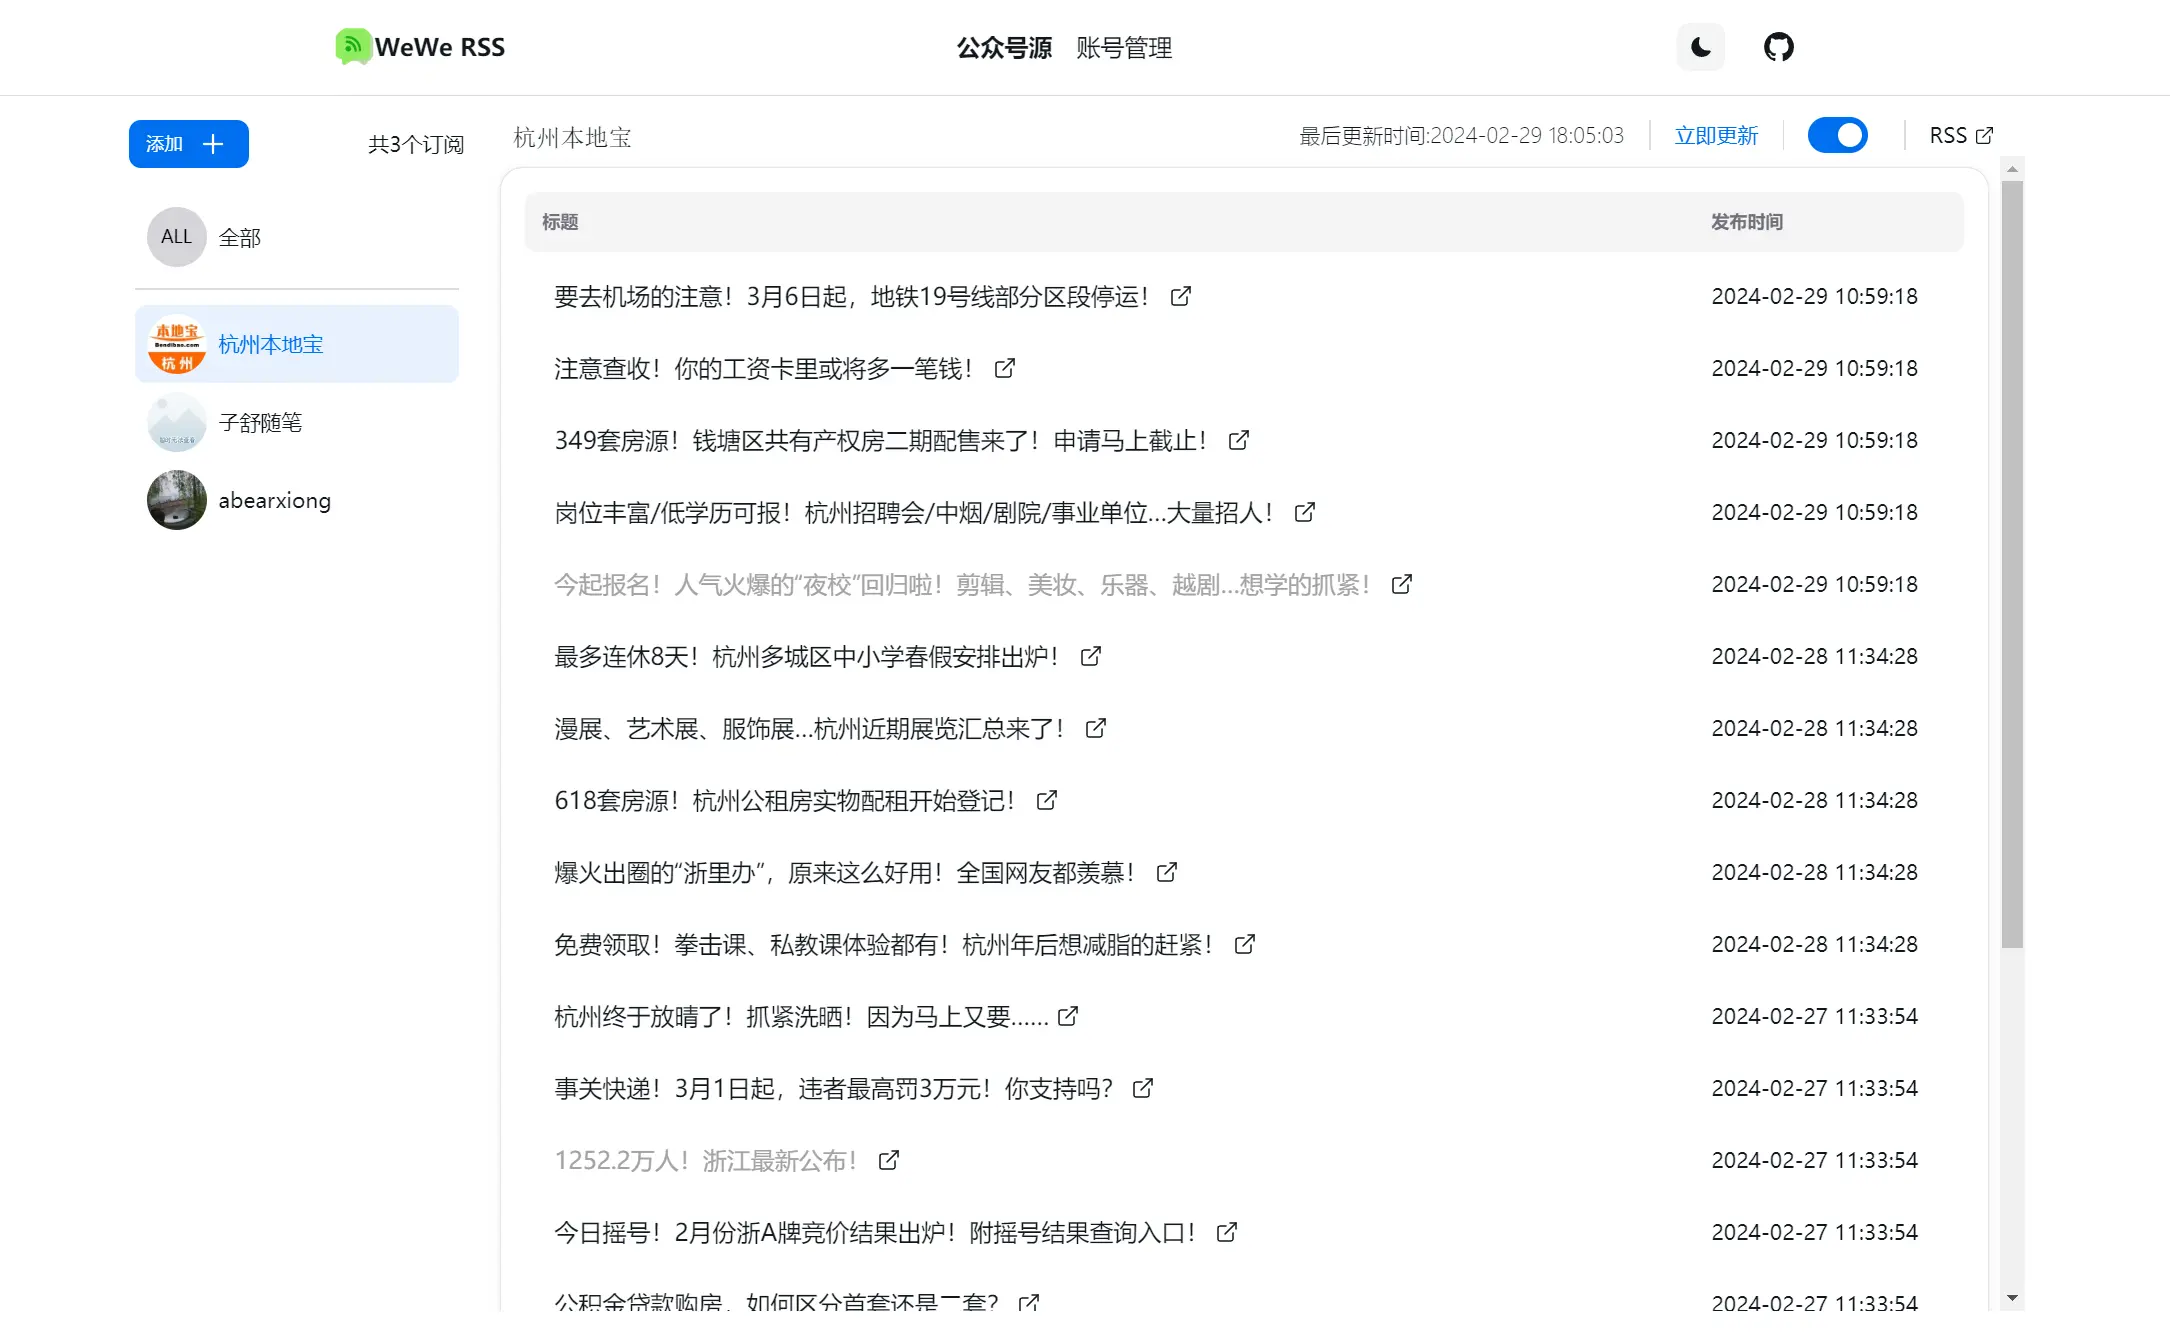 WeWe RSS
公众号源 账号管理
添加
共3个订阅
杭州本地宝
最后更新时间:2024-02-29 18:05:03
立即更新
RSS
ALL 全部
本地宝
Bendibao.com
杭州
杭州本地宝
子舒随笔
abearxiong
标题 发布时间
要去机场的注意！3月6日起，地铁19号线部分区段停运！ 2024-02-29 10:59:18
注意查收！你的工资卡里或将多一笔钱！ 2024-02-29 10:59:18
349套房源！钱塘区共有产权房二期配售来了！申请马上截止！ 2024-02-29 10:59:18
岗位丰富/低学历可报！杭州招聘会/中烟/剧院/事业单位...大量招人！ 2024-02-29 10:59:18
今起报名！人气火爆的“夜校”回归啦！剪辑、美妆、乐器、越剧...想学的抓紧！ 2024-02-29 10:59:18
最多连休8天！杭州多城区中小学春假安排出炉！ 2024-02-28 11:34:28
漫展、艺术展、服饰展...杭州近期展览汇总来了！ 2024-02-28 11:34:28
618套房源！杭州公租房实物配租开始登记！ 2024-02-28 11:34:28
爆火出圈的“浙里办”，原来这么好用！全国网友都羡慕！ 2024-02-28 11:34:28
免费领取！拳击课、私教课体验都有！杭州年后想减脂的赶紧！ 2024-02-28 11:34:28
杭州终于放晴了！抓紧洗晒！因为马上又要...... 2024-02-27 11:33:54
事关快递！3月1日起，违者最高罚3万元！你支持吗？ 2024-02-27 11:33:54
1252.2万人！浙江最新公布！ 2024-02-27 11:33:54
今日摇号！2月份浙A牌竞价结果出炉！附摇号结果查询入口！ 2024-02-27 11:33:54
公积金贷款购房，如何区分首套还是二套？ 2024-02-27 11:33:54